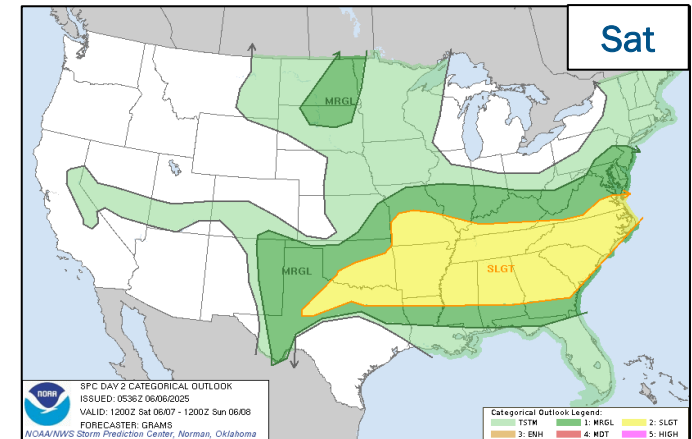 Sat
MRGL
MRGL
SLGT
NOAA
SPC DAY 2 CATEGORICAL OUTLOOK
ISSUED: 0536Z 06/06/2025
VALID: 1200Z Sat 06/07 - 1200Z Sun 06/08
FORECASTER: GRAMS
NOAA/NWS Storm Prediction Center, Norman, Oklahoma
Categorical Outlook Legend:
TSTM 1: MRGL 2: SLGT
3: ENH 4: MDT 5: HIGH